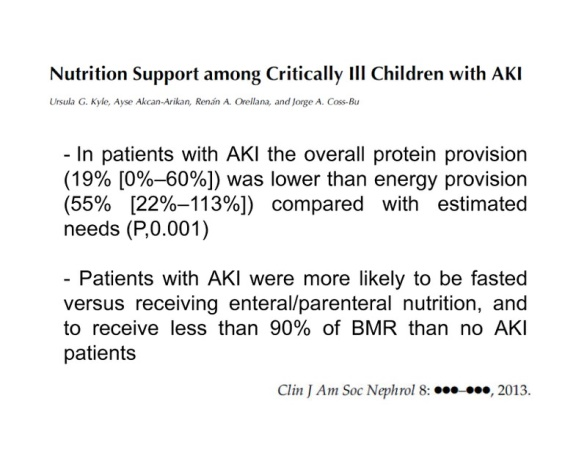 Nutrition Support among Critically Ill Children with AKI
Ursula G. Kyle, Ayse Akcan-Arikan, Renán A. Orellana, and Jorge A. Coss-Bu
- In patients with AKI the overall protein provision
(19% [0%–60%]) was lower than energy provision
(55% [22%–113%]) compared with estimated
needs (P,0.001)
- Patients with AKI were more likely to be fasted
versus receiving enteral/parenteral nutrition, and
to receive less than 90% of BMR than no AKI
patients
Clin J Am Soc Nephrol 8: ●●●–●●●, 2013.